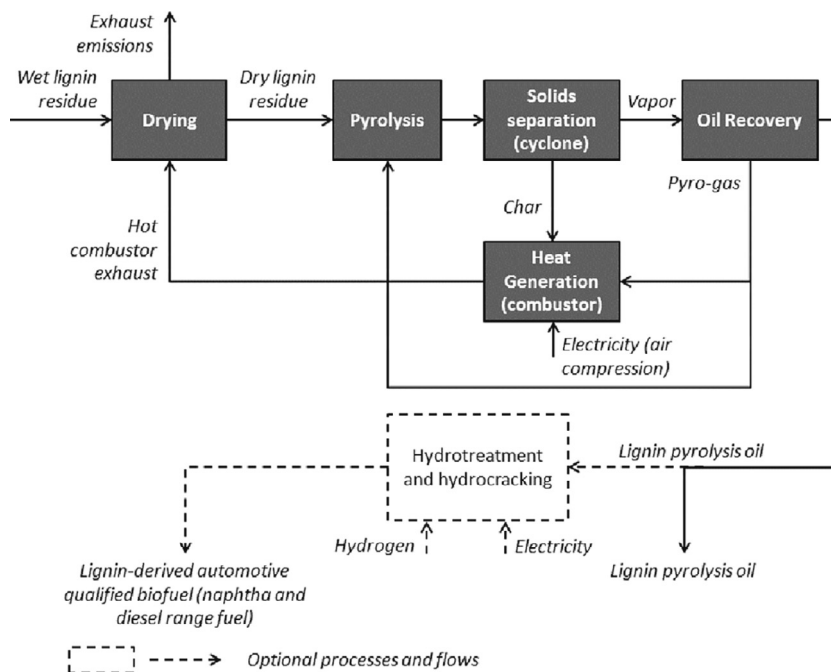 Exhaust
emissions
Wet lignin
residue
Drying
Dry lignin
residue
Pyrolysis
Solids
separation
(cyclone)
Vapor
Oil Recovery
Pyro-gas
Char
Hot
combustor
exhaust
Heat
Generation
(combustor)
Electricity (air
compression)
Hydrotreatment
and hydrocracking
Lignin pyrolysis oil
Hydrogen
Electricity
Lignin pyrolysis oil
Lignin-derived automotive
qualified biofuel (naphtha and
diesel range fuel)
Optional processes and flows